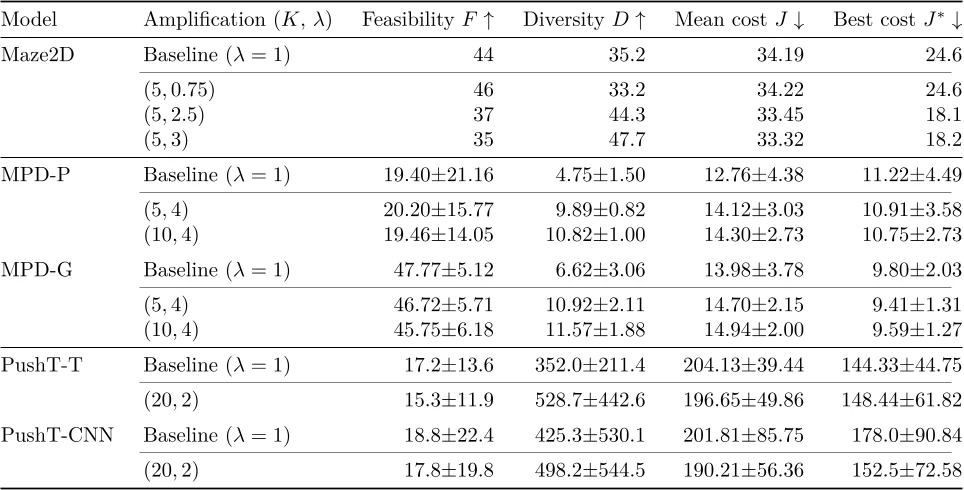 Model Amplification (K, λ) Feasibility F ↑ Diversity D ↑ Mean cost J ↓ Best cost J* ↓
Maze2D Baseline (λ = 1) 44 35.2 34.19 24.6
(5, 0.75) 46 33.2 34.22 24.6
(5, 2.5) 37 44.3 33.45 18.1
(5, 3) 35 47.7 33.32 18.2
MPD-P Baseline (λ = 1) 19.40±21.16 4.75±1.50 12.76±4.38 11.22±4.49
(5, 4) 20.20±15.77 9.89±0.82 14.12±3.03 10.91±3.58
(10, 4) 19.46±14.05 10.82±1.00 14.30±2.73 10.75±2.73
MPD-G Baseline (λ = 1) 47.77±5.12 6.62±3.06 13.98±3.78 9.80±2.03
(5, 4) 46.72±5.71 10.92±2.11 14.70±2.15 9.41±1.31
(10, 4) 45.75±6.18 11.57±1.88 14.94±2.00 9.59±1.27
PushT-T Baseline (λ = 1) 17.2±13.6 352.0±211.4 204.13±39.44 144.33±44.75
(20, 2) 15.3±11.9 528.7±442.6 196.65±49.86 148.44±61.82
PushT-CNN Baseline (λ = 1) 18.8±22.4 425.3±530.1 201.81±85.75 178.0±90.84
(20, 2) 17.8±19.8 498.2±544.5 190.21±56.36 152.5±72.58